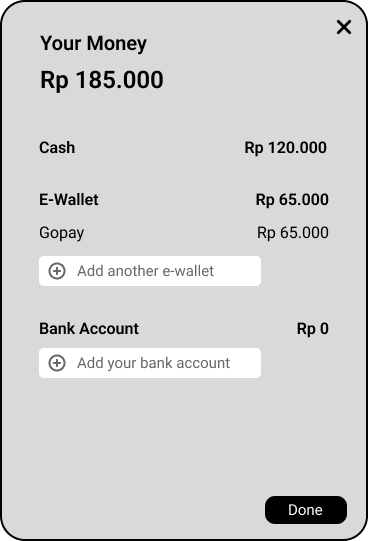 Your Money
Rp 185.000
Cash Rp 120.000
E-Wallet Rp 65.000
Gopay Rp 65.000
Add another e-wallet
Bank Account Rp 0
Add your bank account
Done